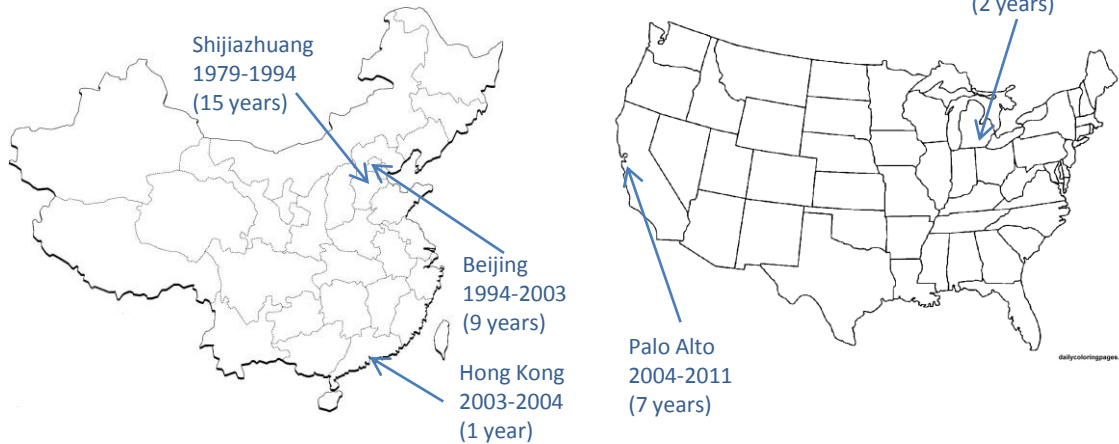 Shijiazhuang
1979-1994
(15 years)
Beijing
1994-2003
(9 years)
Hong Kong
2003-2004
(1 year)
(2 years)
Palo Alto
2004-2011
(7 years)
dailycoloringpages.